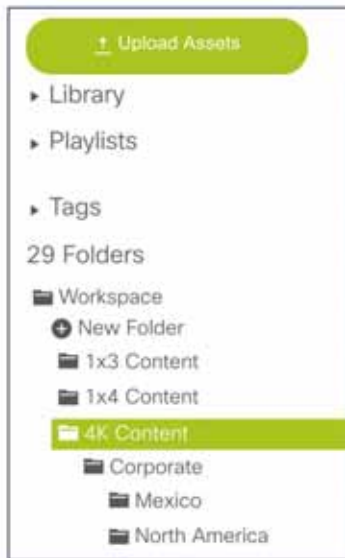 Upload Assets
Library
Playlists
Tags
29 Folders
Workspace
New Folder
1x3 Content
1x4 Content
4K Content
Corporate
Mexico
North America